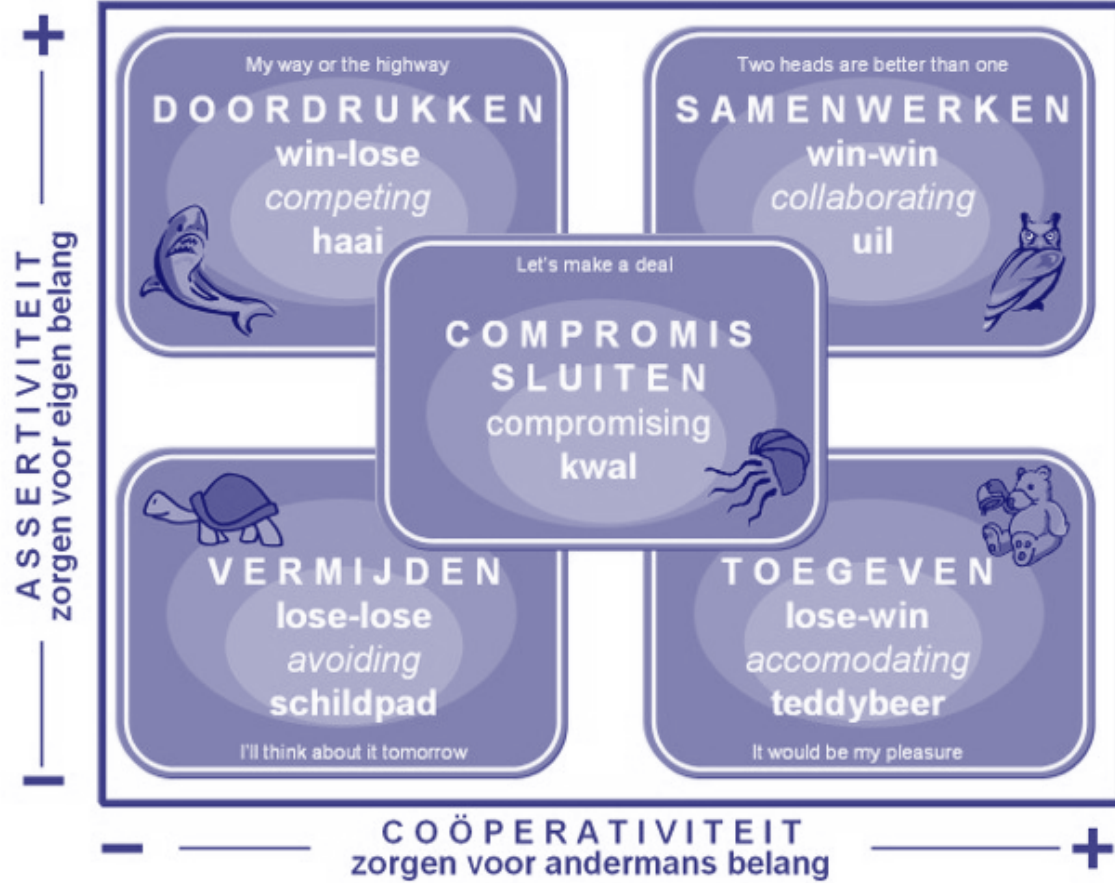 +
ASSERTIVITEIT
zorgen voor eigen belang
−
My way or the highway
DOORDRUKKEN
win-lose
competing
haai
Two heads are better than one
SAMENWERKEN
win-win
collaborating
uil
Let's make a deal
COMPROMIS
SLUITEN
compromising
kwal
VERMIJDEN
lose-lose
avoiding
schildpad
I'll think about it tomorrow
TOEGEVEN
lose-win
accomodating
teddybeer
It would be my pleasure
−
COÖPERATIVITEIT
zorgen voor andermans belang
+